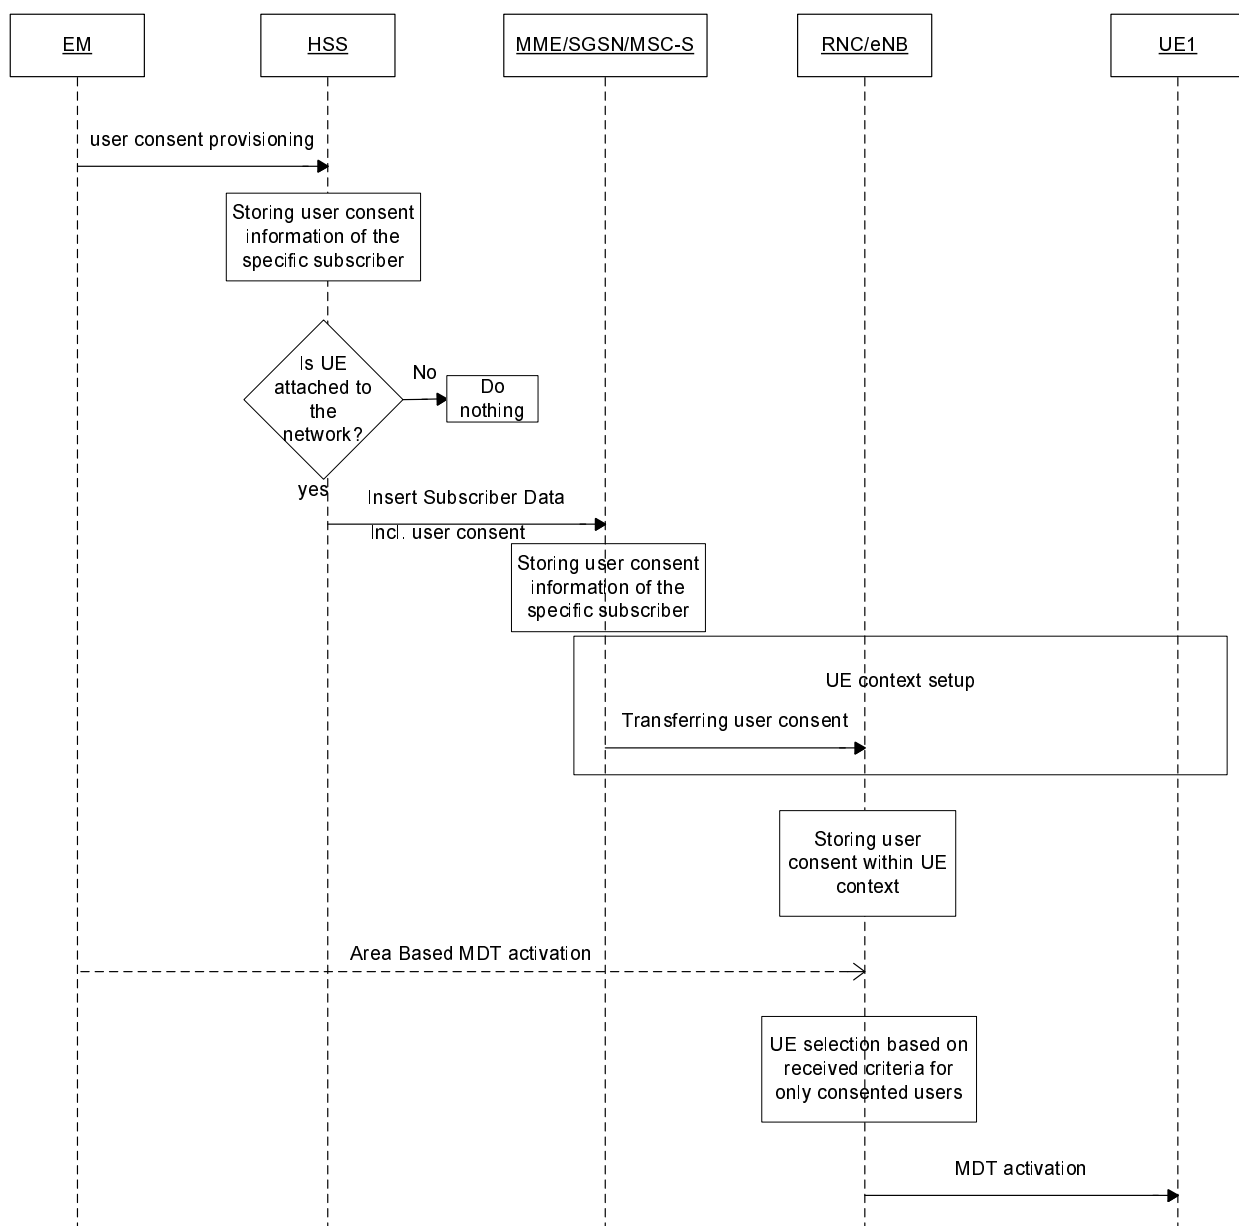 EM
HSS
MME/SGSN/MSC-S
RNC/eNB
UE1
user consent provisioning
Storing user consent
information of the
specific subscriber
Is UE
attached to
the
network?
No
Do
nothing
yes
Insert Subscriber Data
Incl. user consent
Storing user consent
information of the
specific subscriber
UE context setup
Transferring user consent
Storing user
consent within UE
context
Area Based MDT activation
UE selection based on
received criteria for
only consented users
MDT activation